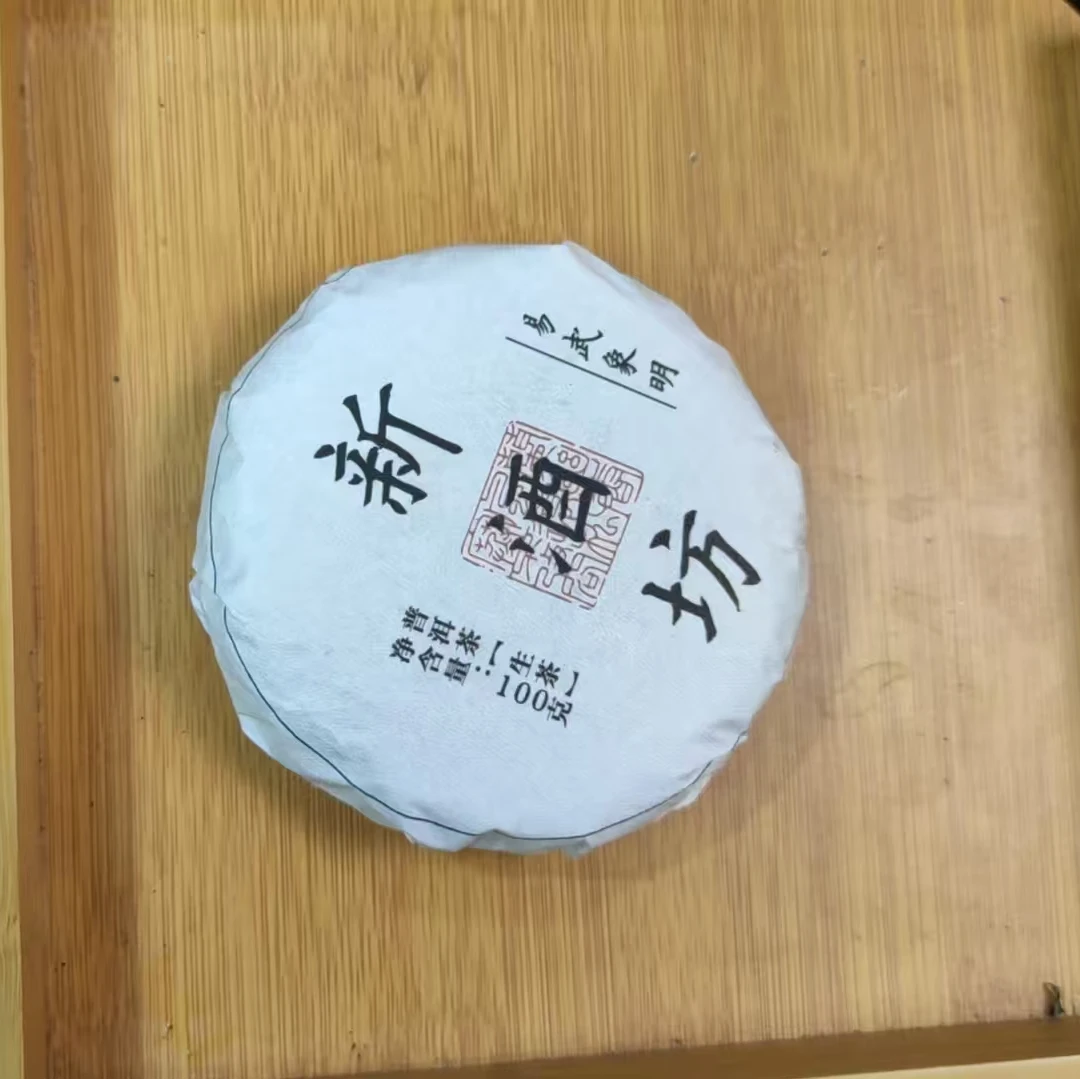 易武象明
新酒坊
普洱茶【生茶】
净含量:100克